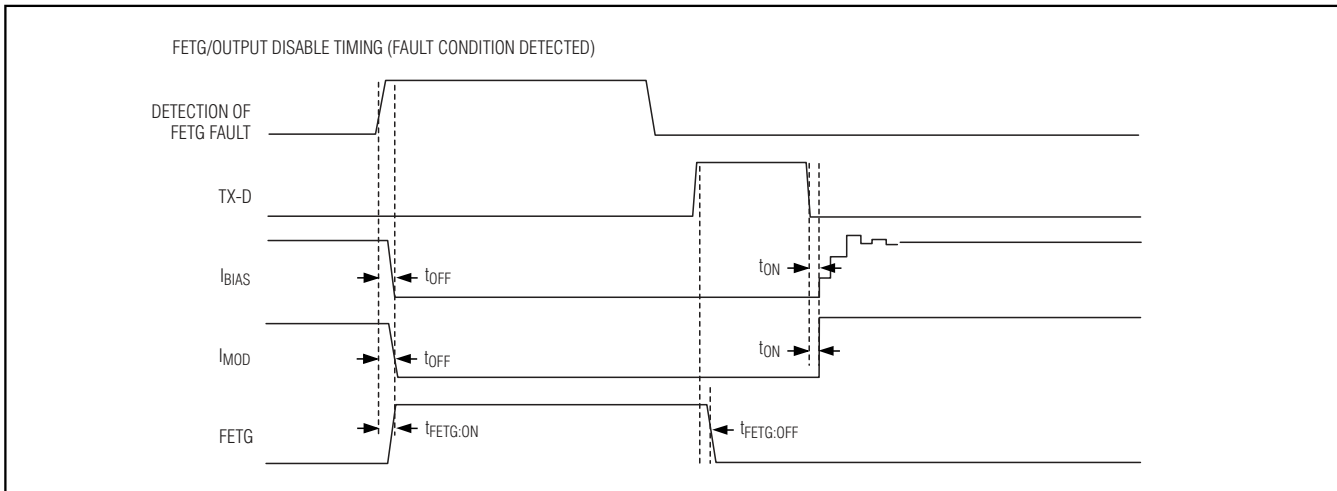 FETG/OUTPUT DISABLE TIMING (FAULT CONDITION DETECTED)
DETECTION OF
FETG FAULT
TX-D
IBIAS
tOFF
tON
IMOD
tOFF
tON
FETG
tFETG:ON
tFETG:OFF